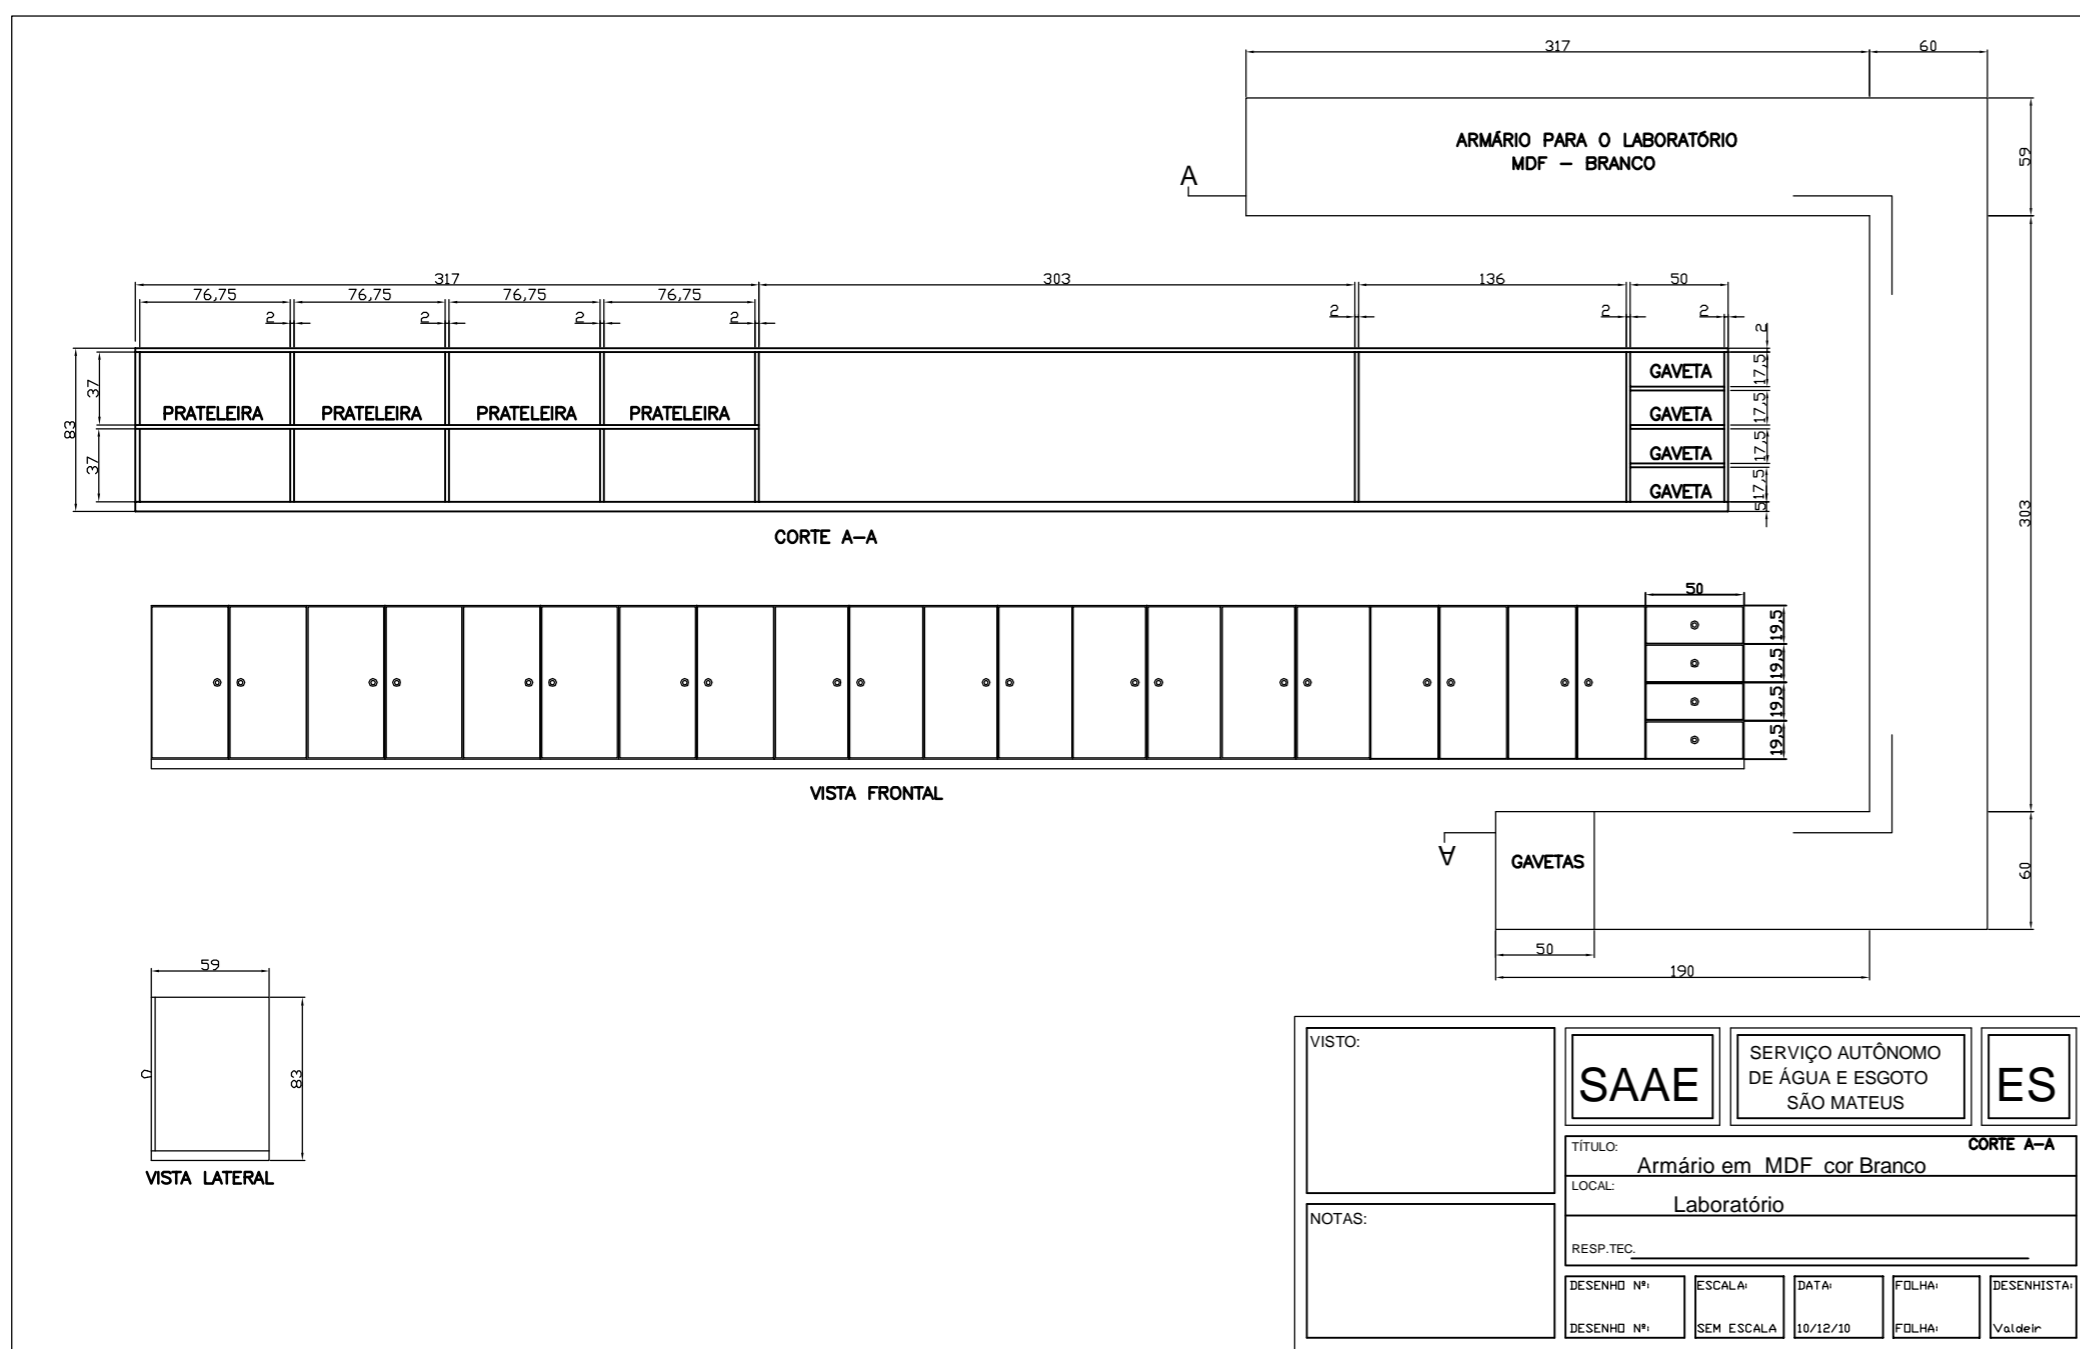 317
60
ARMÁRIO PARA O LABORATÓRIO
MDF - BRANCO
59
A
317
303
136
50
76,75
76,75
76,75
76,75
2
2
2
2
2
2
2
2
37
37
83
PRATELEIRA
PRATELEIRA
PRATELEIRA
PRATELEIRA
GAVETA
GAVETA
GAVETA
GAVETA
17,5
17,5
17,5
17,5
5
303
CORTE A-A
50
19,5
19,5
19,5
19,5
VISTA FRONTAL
A
GAVETAS
60
50
190
59
83
VISTA LATERAL
VISTO:
NOTAS:
SAAE
SERVIÇO AUTÔNOMO
DE ÁGUA E ESGOTO
SÃO MATEUS
ES
TÍTULO:
CORTE A-A
Armário em MDF cor Branco
LOCAL:
Laboratório
RESP.TEC.
DESENHO Nº:
ESCALA:
DATA:
FOLHA:
DESENHISTA:
DESENHO Nº:
SEM ESCALA
10/12/10
FOLHA:
Valdeir